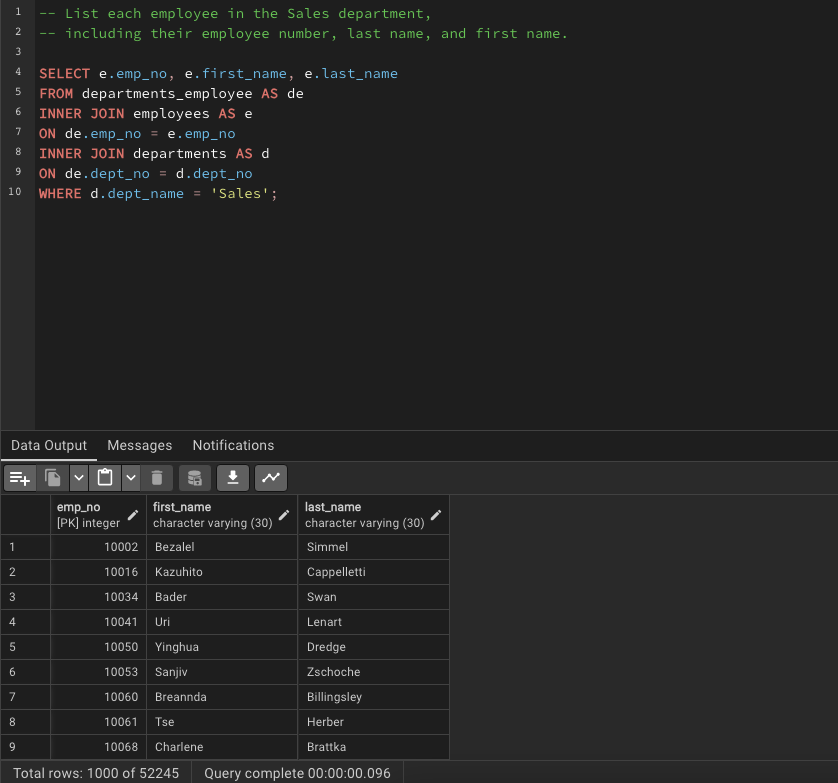 1 -- List each employee in the Sales department,
2 -- including their employee number, last name, and first name.
3
4 SELECT e.emp_no, e.first_name, e.last_name
5 FROM departments_employee AS de
6 INNER JOIN employees AS e
7 ON de.emp_no = e.emp_no
8 INNER JOIN departments AS d
9 ON de.dept_no = d.dept_no
10 WHERE d.dept_name = 'Sales';
Data Output Messages Notifications
emp_no first_name last_name
[PK] integer character varying (30) character varying (30)
1 10002 Bezalel Simmel
2 10016 Kazuhito Cappelletti
3 10034 Bader Swan
4 10041 Uri Lenart
5 10050 Yinghua Dredge
6 10053 Sanjiv Zschoche
7 10060 Breannda Billingsley
8 10061 Tse Herber
9 10068 Charlene Brattka
Total rows: 1000 of 52245 Query complete 00:00:00.096